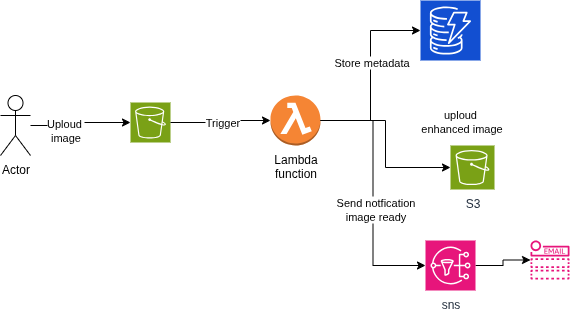 Store metadata
Uploud
image
Trigger
Actor
Lambda
function
uploud
enhanced image
S3
Send notfication
image ready
EMAIL
sns